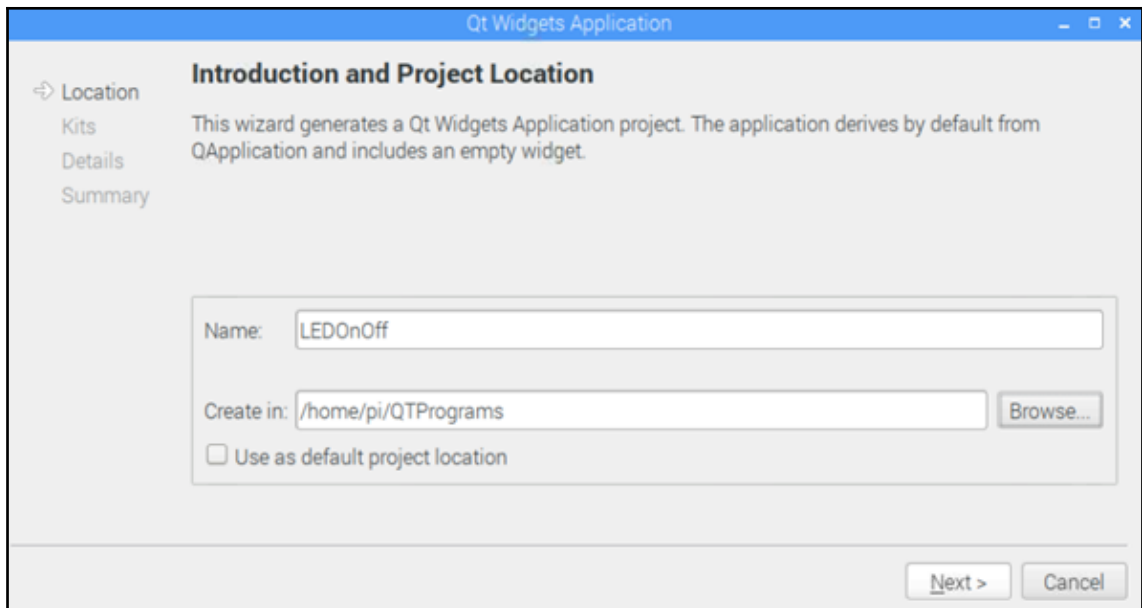 Qt Widgets Application
Location
Kits
Details
Summary
Introduction and Project Location
This wizard generates a Qt Widgets Application project. The application derives by default from
QApplication and includes an empty widget.
Name: LEDOnOff
Create in: /home/pi/QTPrograms Browse...
Use as default project location
Next > Cancel